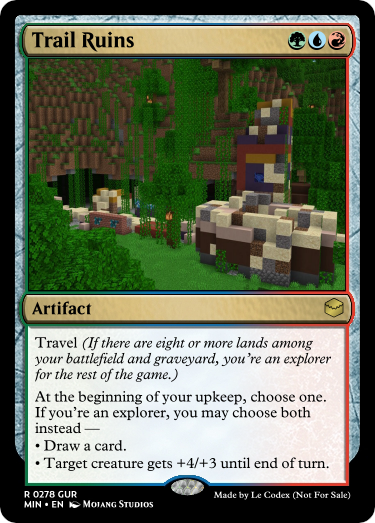 Trail Ruins
Artifact
Travel (If there are eight or more lands among
your battlefield and graveyard, you're an explorer
for the rest of the game.)
At the beginning of your upkeep, choose one.
If you're an explorer, you may choose both
instead —
• Draw a card.
• Target creature gets +4/+3 until end of turn.
R 0278 GUR
MIN • EN Mojang Studios
Made by Le Codex (Not For Sale)